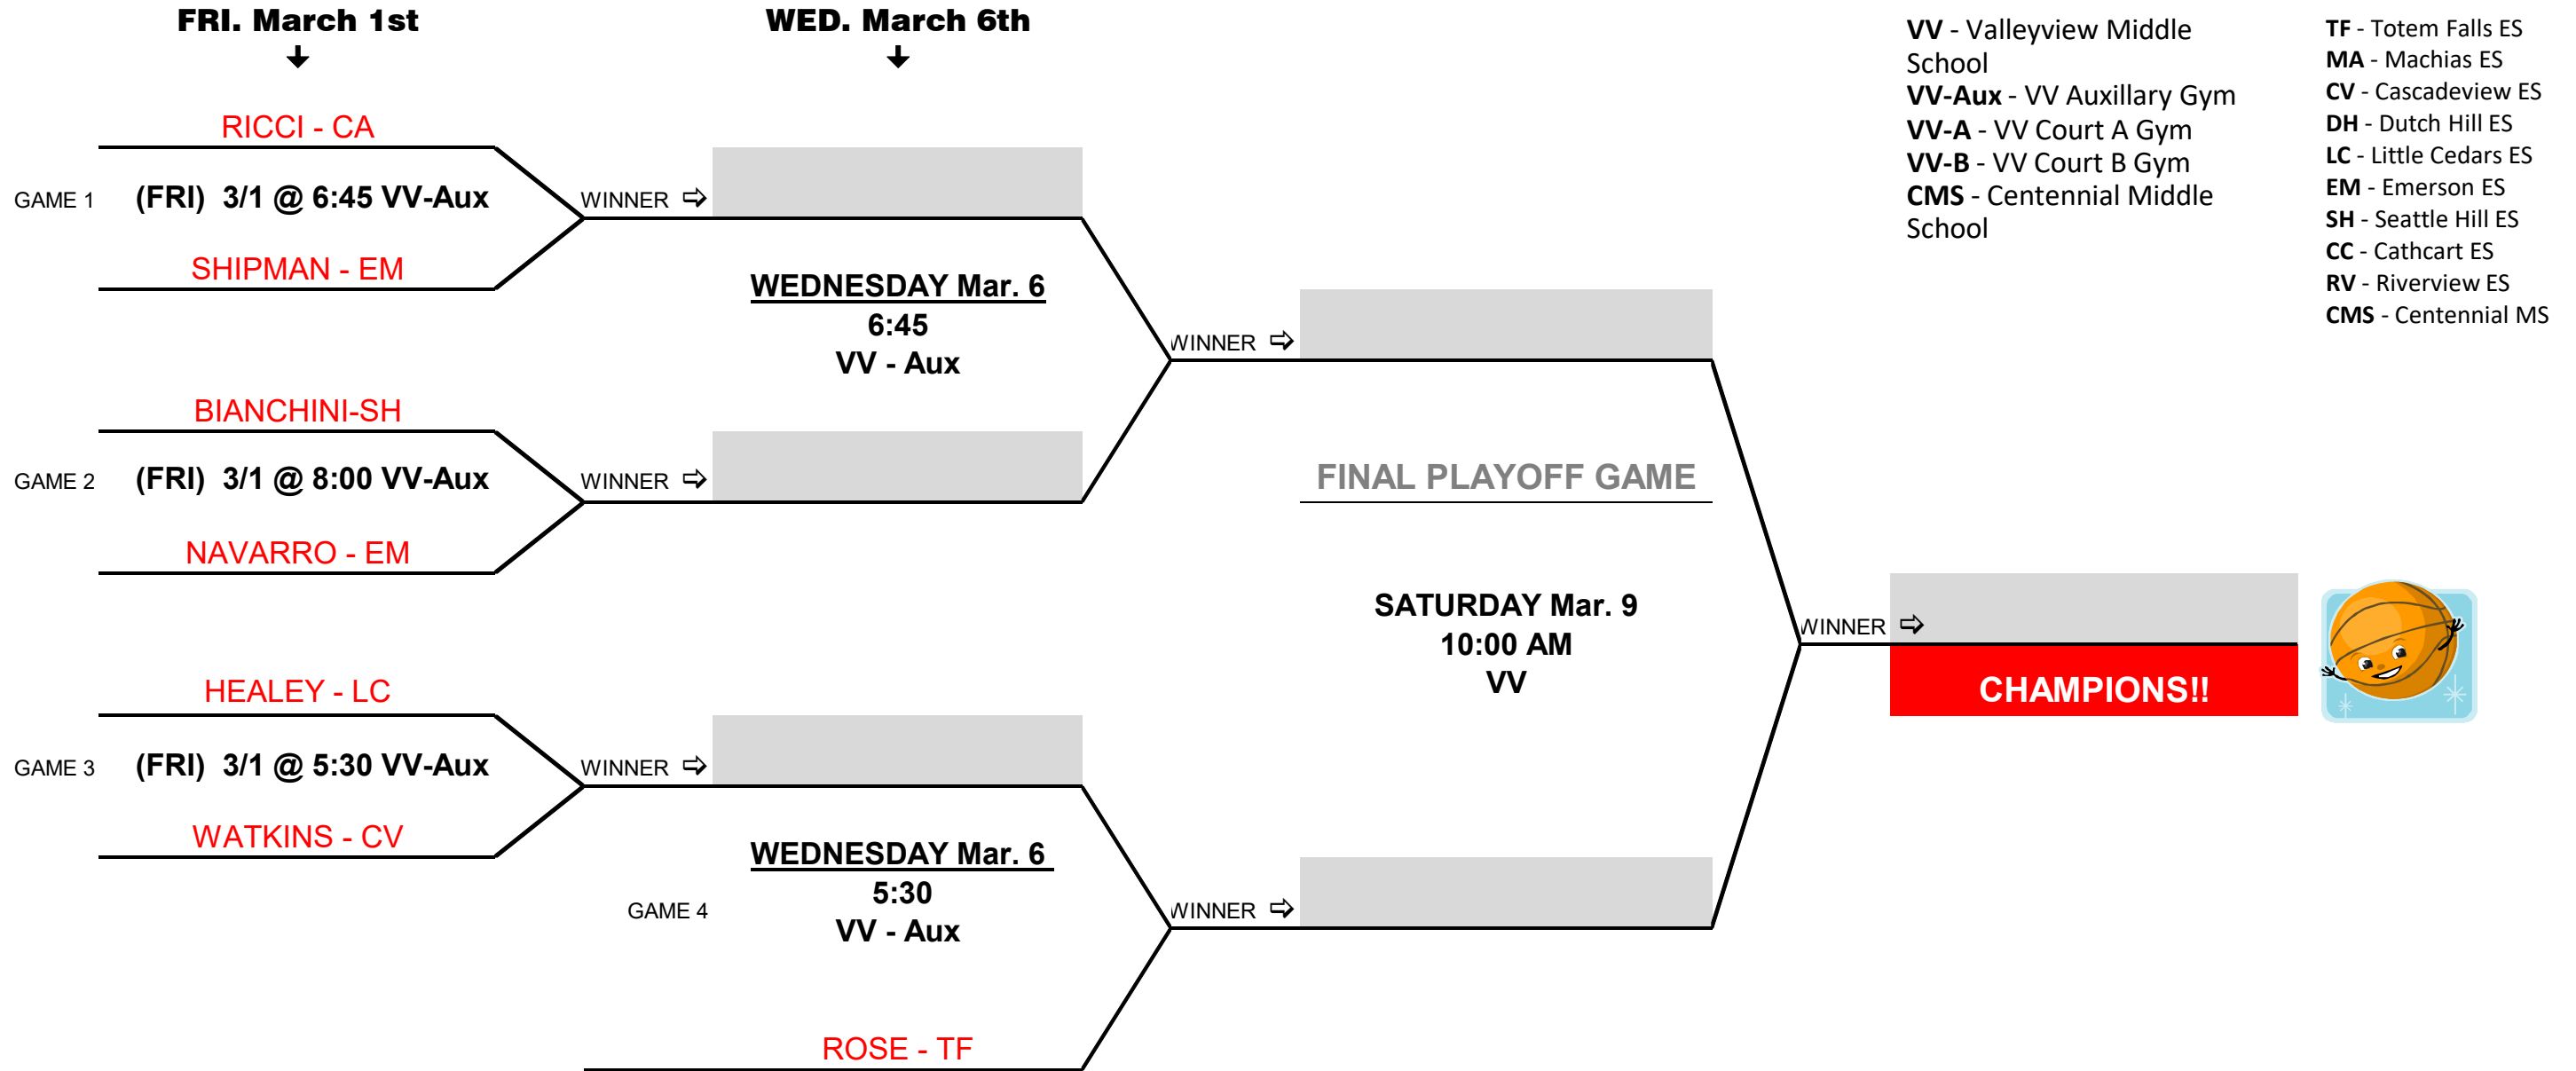 FRI. March 1st
WED. March 6th
VV - Valleyview Middle
School
VV-Aux - VV Auxillary Gym
VV-A - VV Court A Gym
VV-B - VV Court B Gym
CMS - Centennial Middle
School
TF - Totem Falls ES
MA - Machias ES
CV - Cascadeview ES
DH - Dutch Hill ES
LC - Little Cedars ES
EM - Emerson ES
SH - Seattle Hill ES
CC - Cathcart ES
RV - Riverview ES
CMS - Centennial MS
RICCI - CA
GAME 1
(FRI) 3/1 @ 6:45 VV-Aux
WINNER ⇨
SHIPMAN - EM
WEDNESDAY Mar. 6
6:45
VV - Aux
WINNER ⇨
BIANCHINI-SH
GAME 2
(FRI) 3/1 @ 8:00 VV-Aux
WINNER ⇨
NAVARRO - EM
FINAL PLAYOFF GAME
SATURDAY Mar. 9
10:00 AM
VV
WINNER ⇨
CHAMPIONS!!
HEALEY - LC
GAME 3
(FRI) 3/1 @ 5:30 VV-Aux
WINNER ⇨
WATKINS - CV
WEDNESDAY Mar. 6
5:30
VV - Aux
GAME 4
WINNER ⇨
ROSE - TF